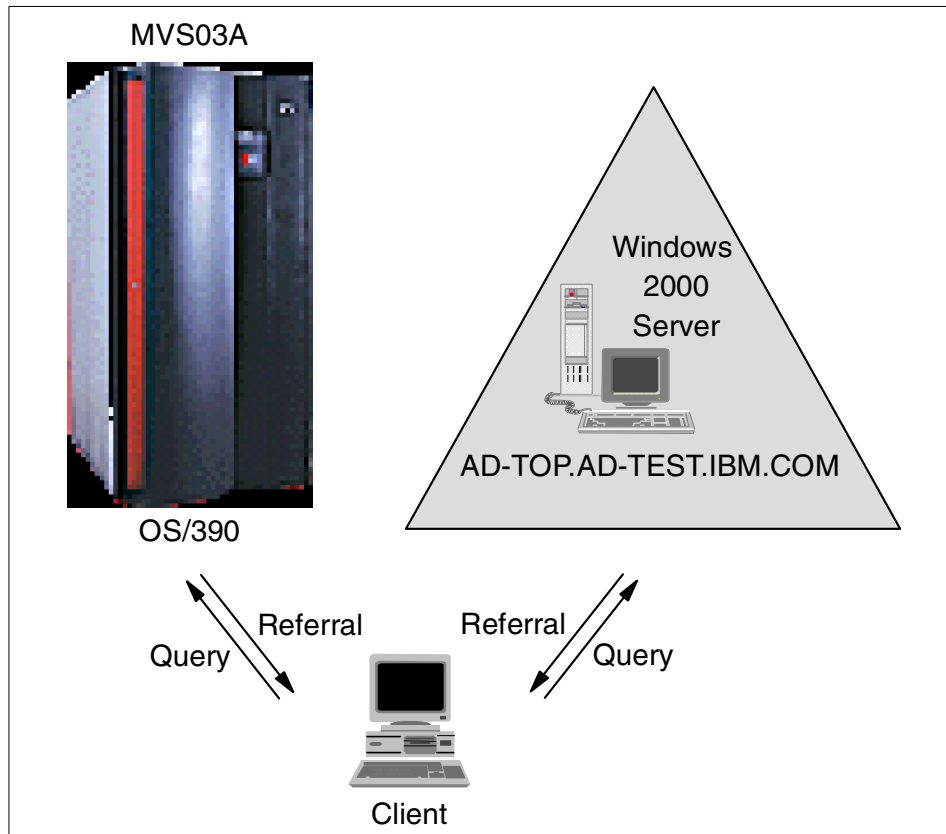 MVS03A
OS/390
Windows
2000
Server
AD-TOP.AD-TEST.IBM.COM
Referral
Query
Referral
Query
Client